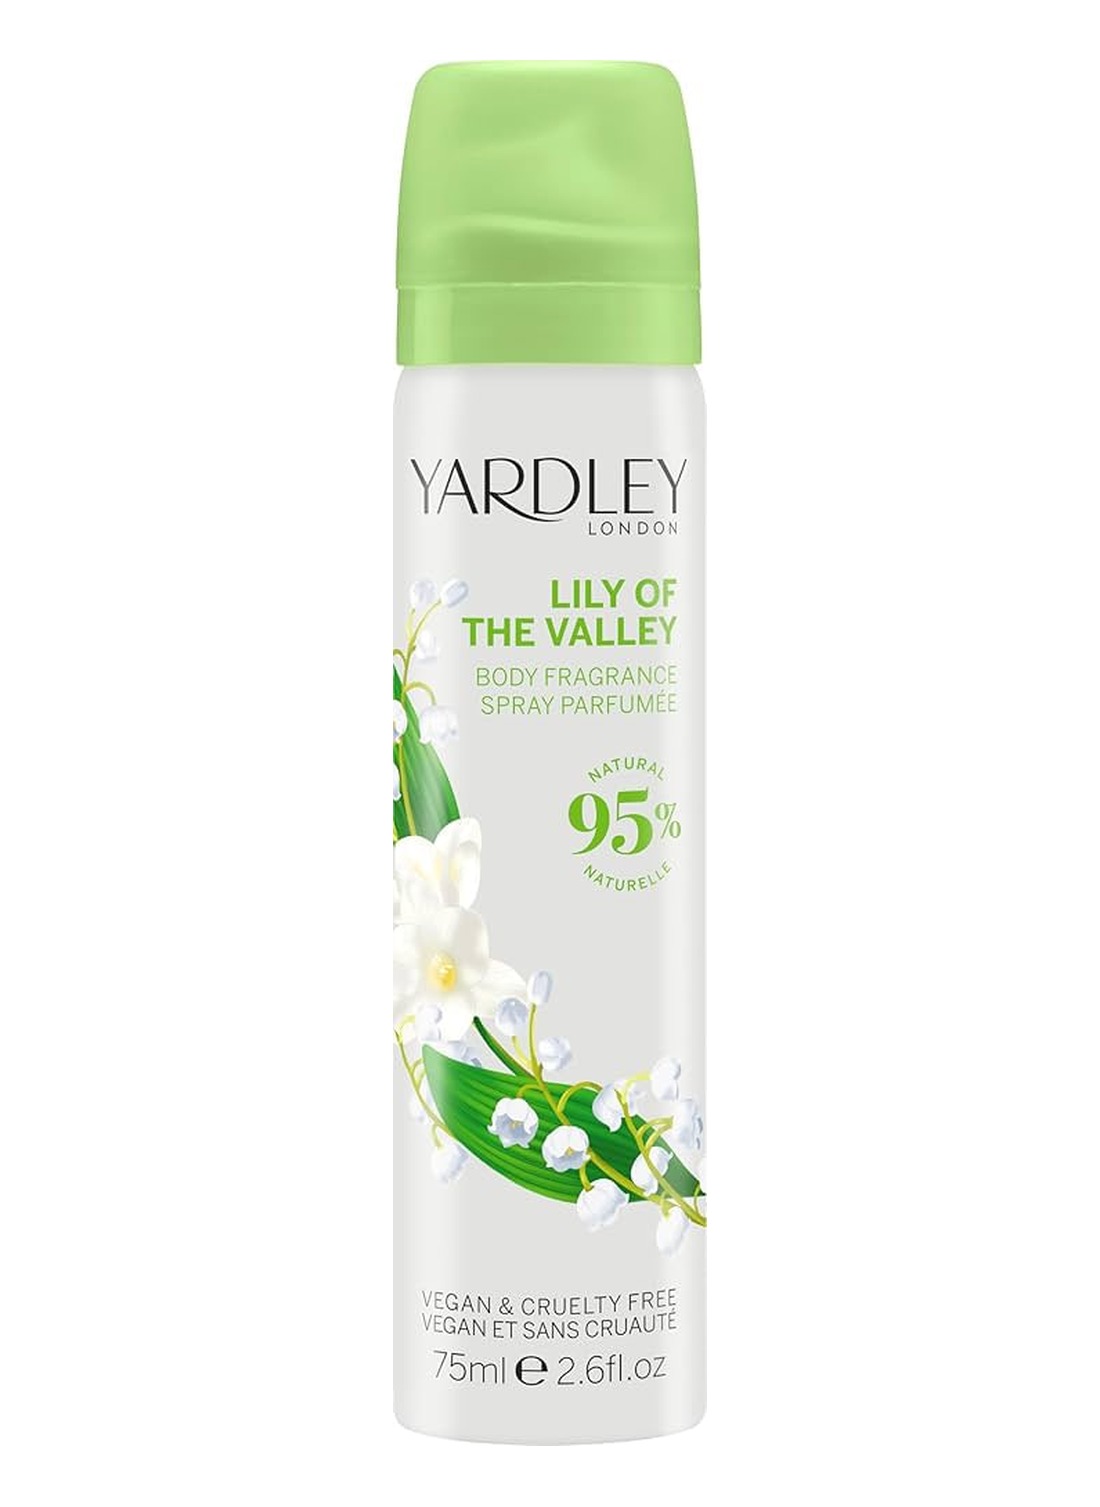 YARDLEY
LONDON
LILY OF
THE VALLEY
BODY FRAGRANCE
SPRAY PARFUMÉE
NATURAL
95%
NATURELLE
VEGAN & CRUELTY FREE
VEGAN ET SANS CRUAUTÉ
75ml e 2.6fl.oz